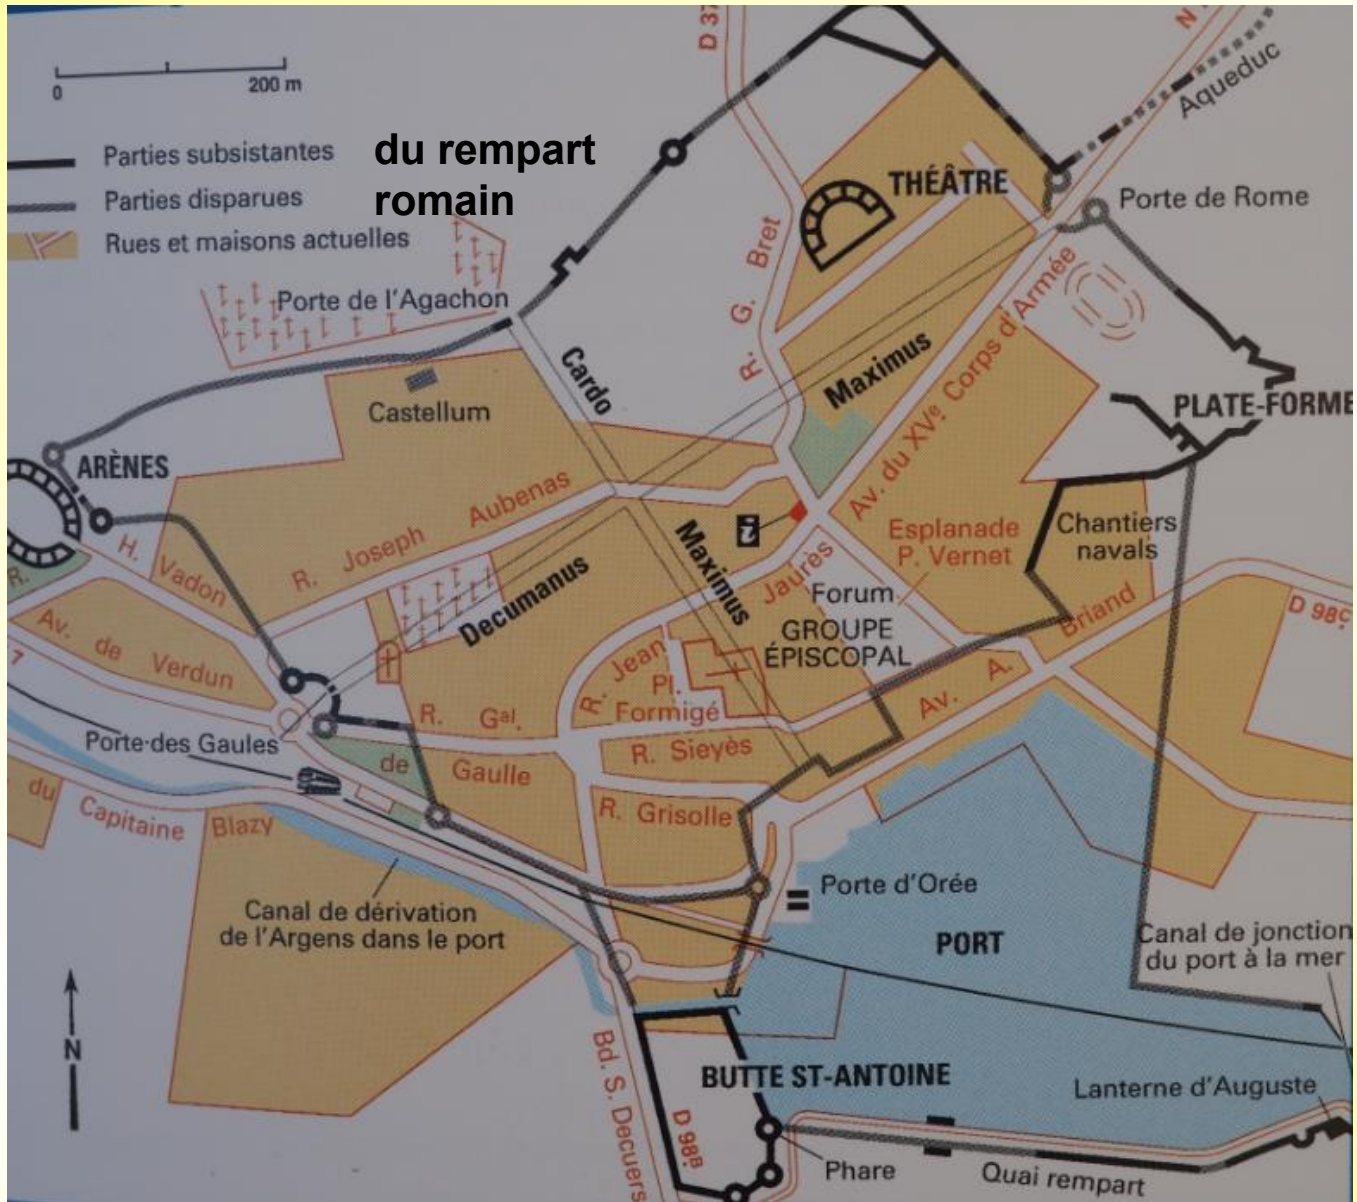 D 37
N
Aqueduc
0
200 m
Parties subsistantes
du rempart
romain
Parties disparues
Rues et maisons actuelles
THÉÂTRE
Porte de Rome
R. G. Bret
Porte de l'Agachon
Cardo
Maximus
Av. du XVe Corps d'Armée
PLATE-FORME
Castellum
ARÈNES
R. Joseph Aubenas
Maximus
i
Esplanade
P. Vernet
Chantiers
navals
H. Vadon
R.
Decumanus
Jaurès
Forum
GROUPE
ÉPISCOPAL
Briand
D 98C
Av. de Verdun
7
R. Jean
Pl.
Formigé
Av. A.
R. Gal.
de Gaulle
Porte des Gaules
R. Sieyès
du Capitaine Blazy
R. Grisolle
Porte d'Orée
Canal de dérivation
de l'Argens dans le port
PORT
Canal de jonction
du port à la mer
N
Bd. S. Decuers
BUTTE ST-ANTOINE
Lanterne d'Auguste
D 98B
Phare
Quai rempart